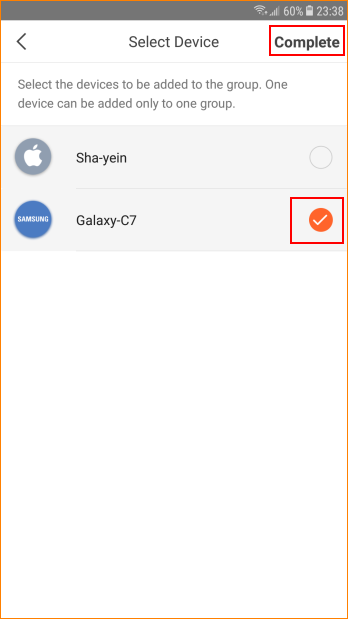 60% 23:38
Select Device Complete
Select the devices to be added to the group. One
device can be added only to one group.
Sha-yein
SAMSUNG Galaxy-C7